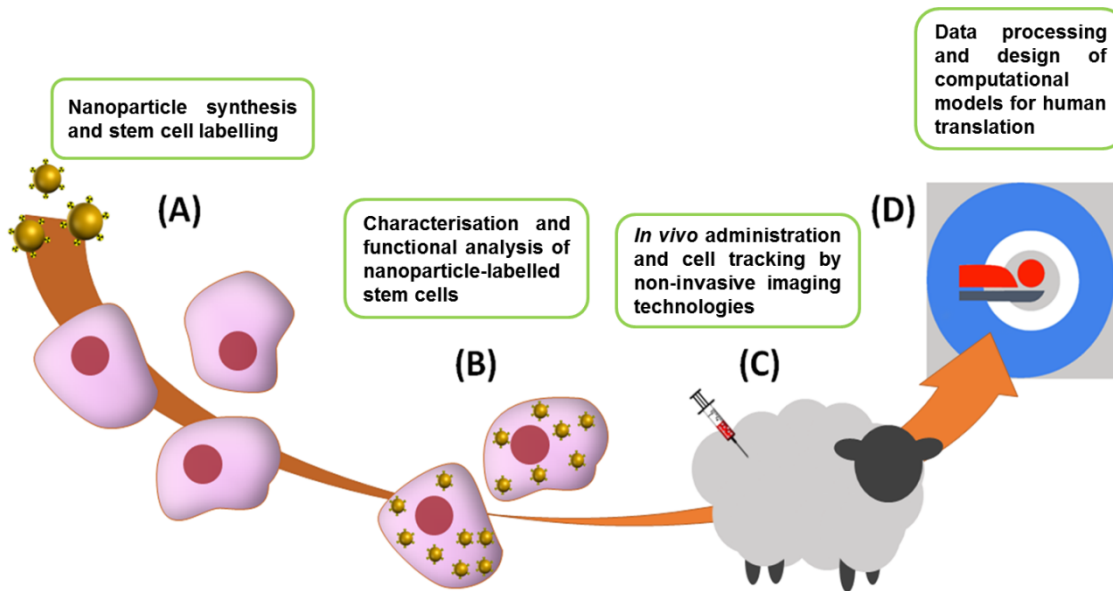 Nanoparticle synthesis
and stem cell labelling
(A)
Characterisation and
functional analysis of
nanoparticle-labelled
stem cells
(B)
In vivo administration
and cell tracking by
non-invasive imaging
technologies
(C)
Data processing
and design of
computational
models for human
translation
(D)